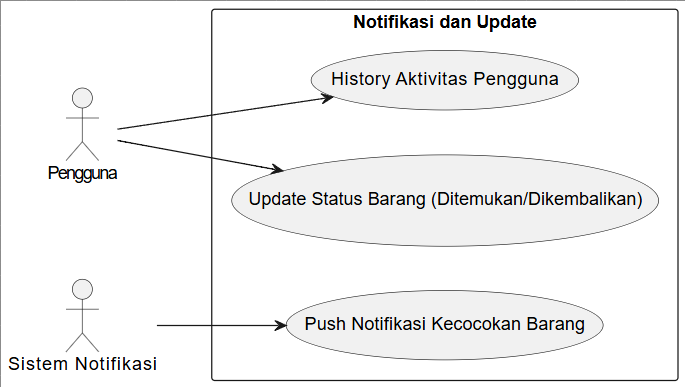 Notifikasi dan Update
History Aktivitas Pengguna
Pengguna
Update Status Barang (Ditemukan/Dikembalikan)
Push Notifikasi Kecocokan Barang
Sistem Notifikasi